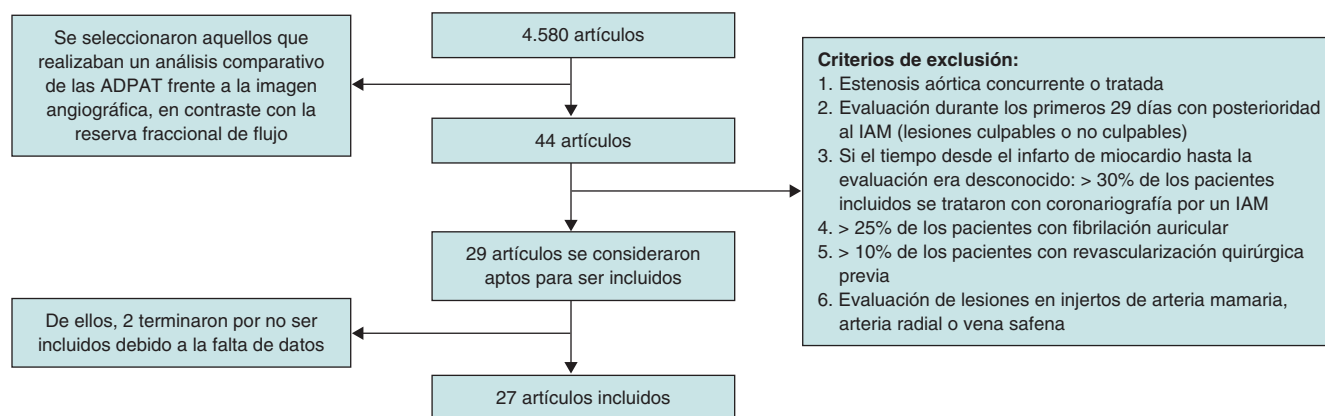 Se seleccionaron aquellos que
realizaban un análisis comparativo
de las ADPAT frente a la imagen
angiográfica, en contraste con la
reserva fraccional de flujo
4.580 artículos
44 artículos
Criterios de exclusión:
1. Estenosis aórtica concurrente o tratada
2. Evaluación durante los primeros 29 días con posterioridad
al IAM (lesiones culpables o no culpables)
3. Si el tiempo desde el infarto de miocardio hasta la
evaluación era desconocido: > 30% de los pacientes
incluidos se trataron con coronariografía por un IAM
4. > 25% de los pacientes con fibrilación auricular
5. > 10% de los pacientes con revascularización quirúrgica
previa
6. Evaluación de lesiones en injertos de arteria mamaria,
arteria radial o vena safena
29 artículos se consideraron
aptos para ser incluidos
De ellos, 2 terminaron por no ser
incluidos debido a la falta de datos
27 artículos incluidos